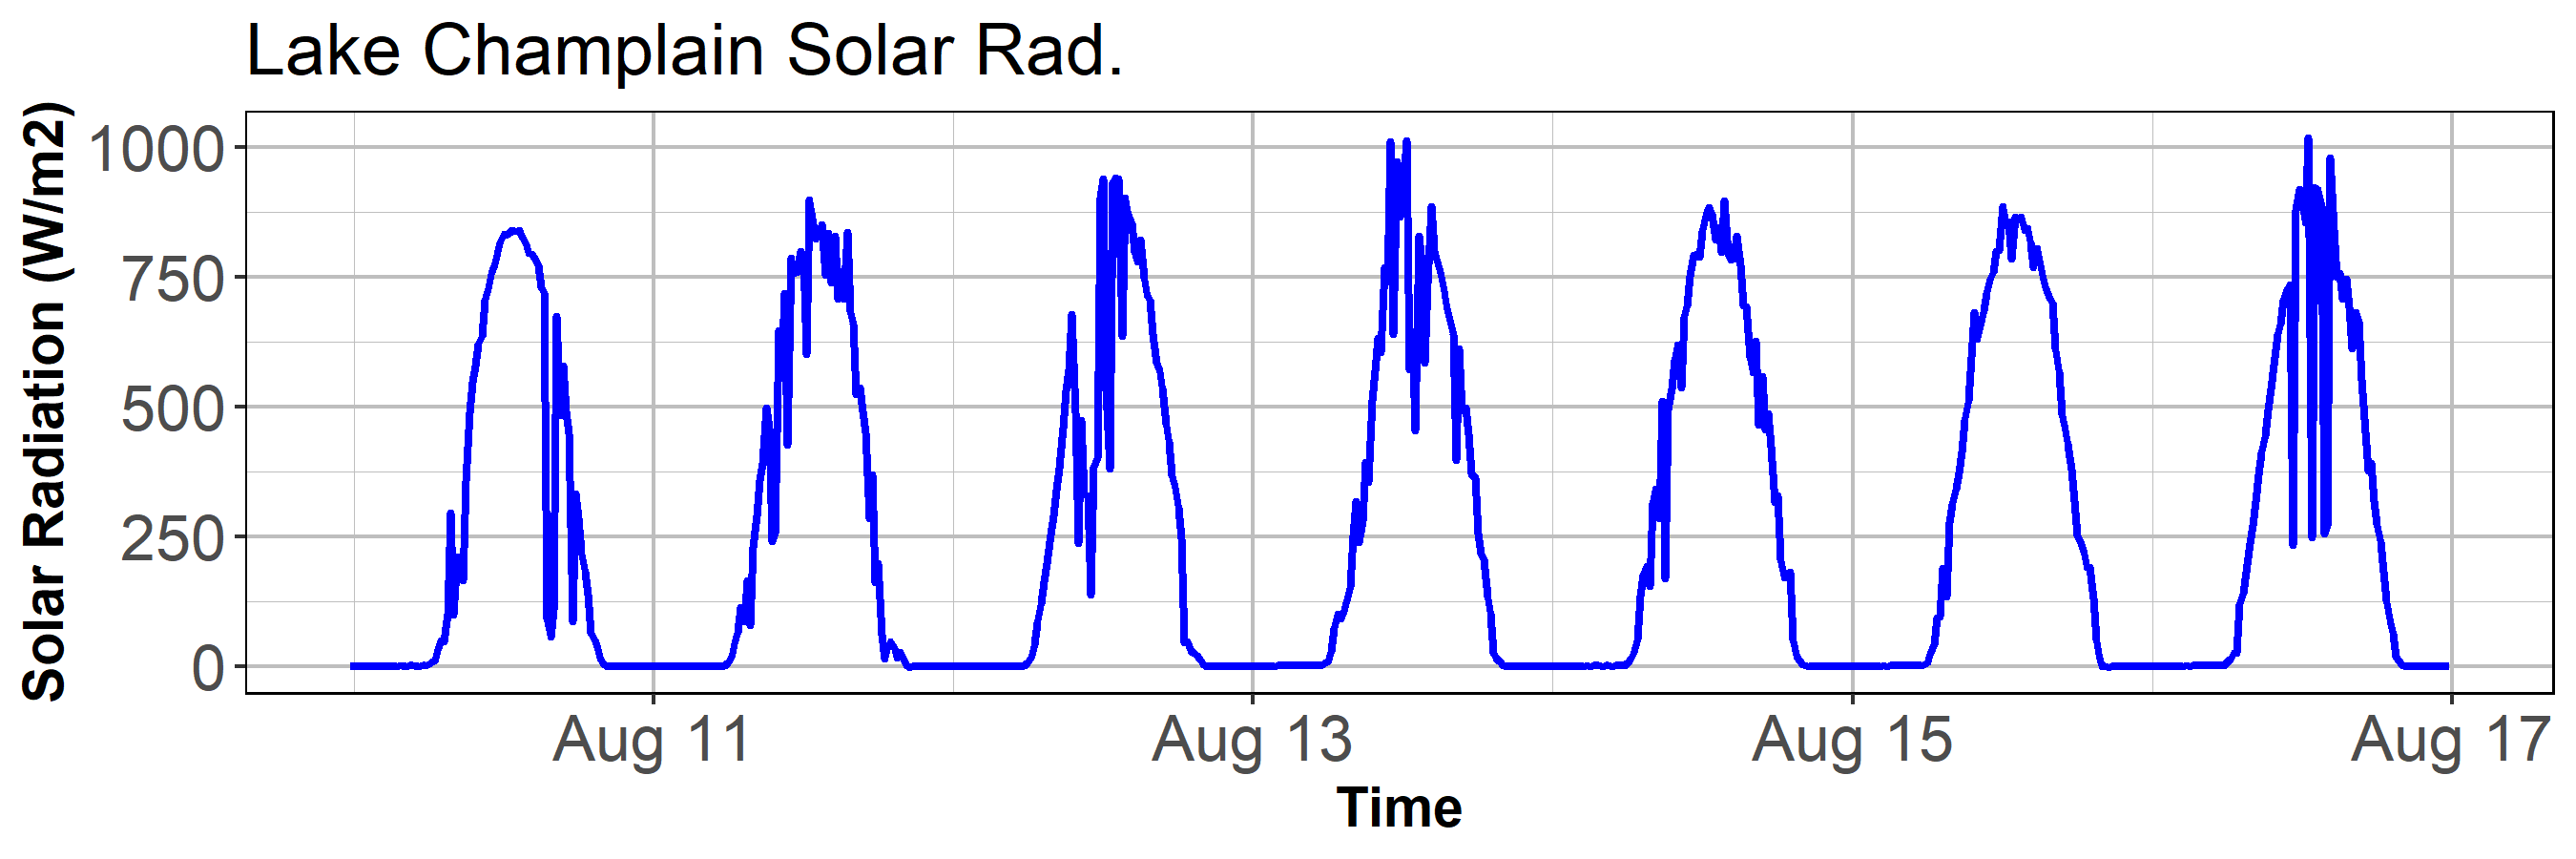 Lake Champlain Solar Rad.
Solar Radiation (W/m2)
1000
750
500
250
0
Aug 11 Aug 13 Aug 15 Aug 17
Time